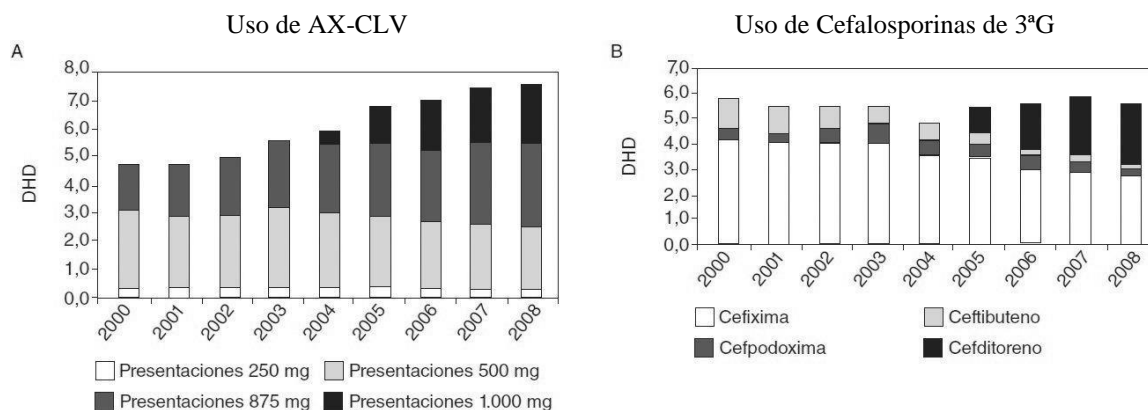 Uso de AX-CLV
A
8,0
7,0
6,0
5,0
4,0
3,0
2,0
1,0
0,0
DHD
2000
2001
2002
2003
2004
2005
2006
2007
2008
Presentaciones 250 mg
Presentaciones 500 mg
Presentaciones 875 mg
Presentaciones 1.000 mg
Uso de Cefalosporinas de 3ªG
B
7,0
6,0
5,0
4,0
3,0
2,0
1,0
0,0
DHD
2000
2001
2002
2003
2004
2005
2006
2007
2008
Cefixima
Ceftibuteno
Cefpodoxima
Cefditoreno